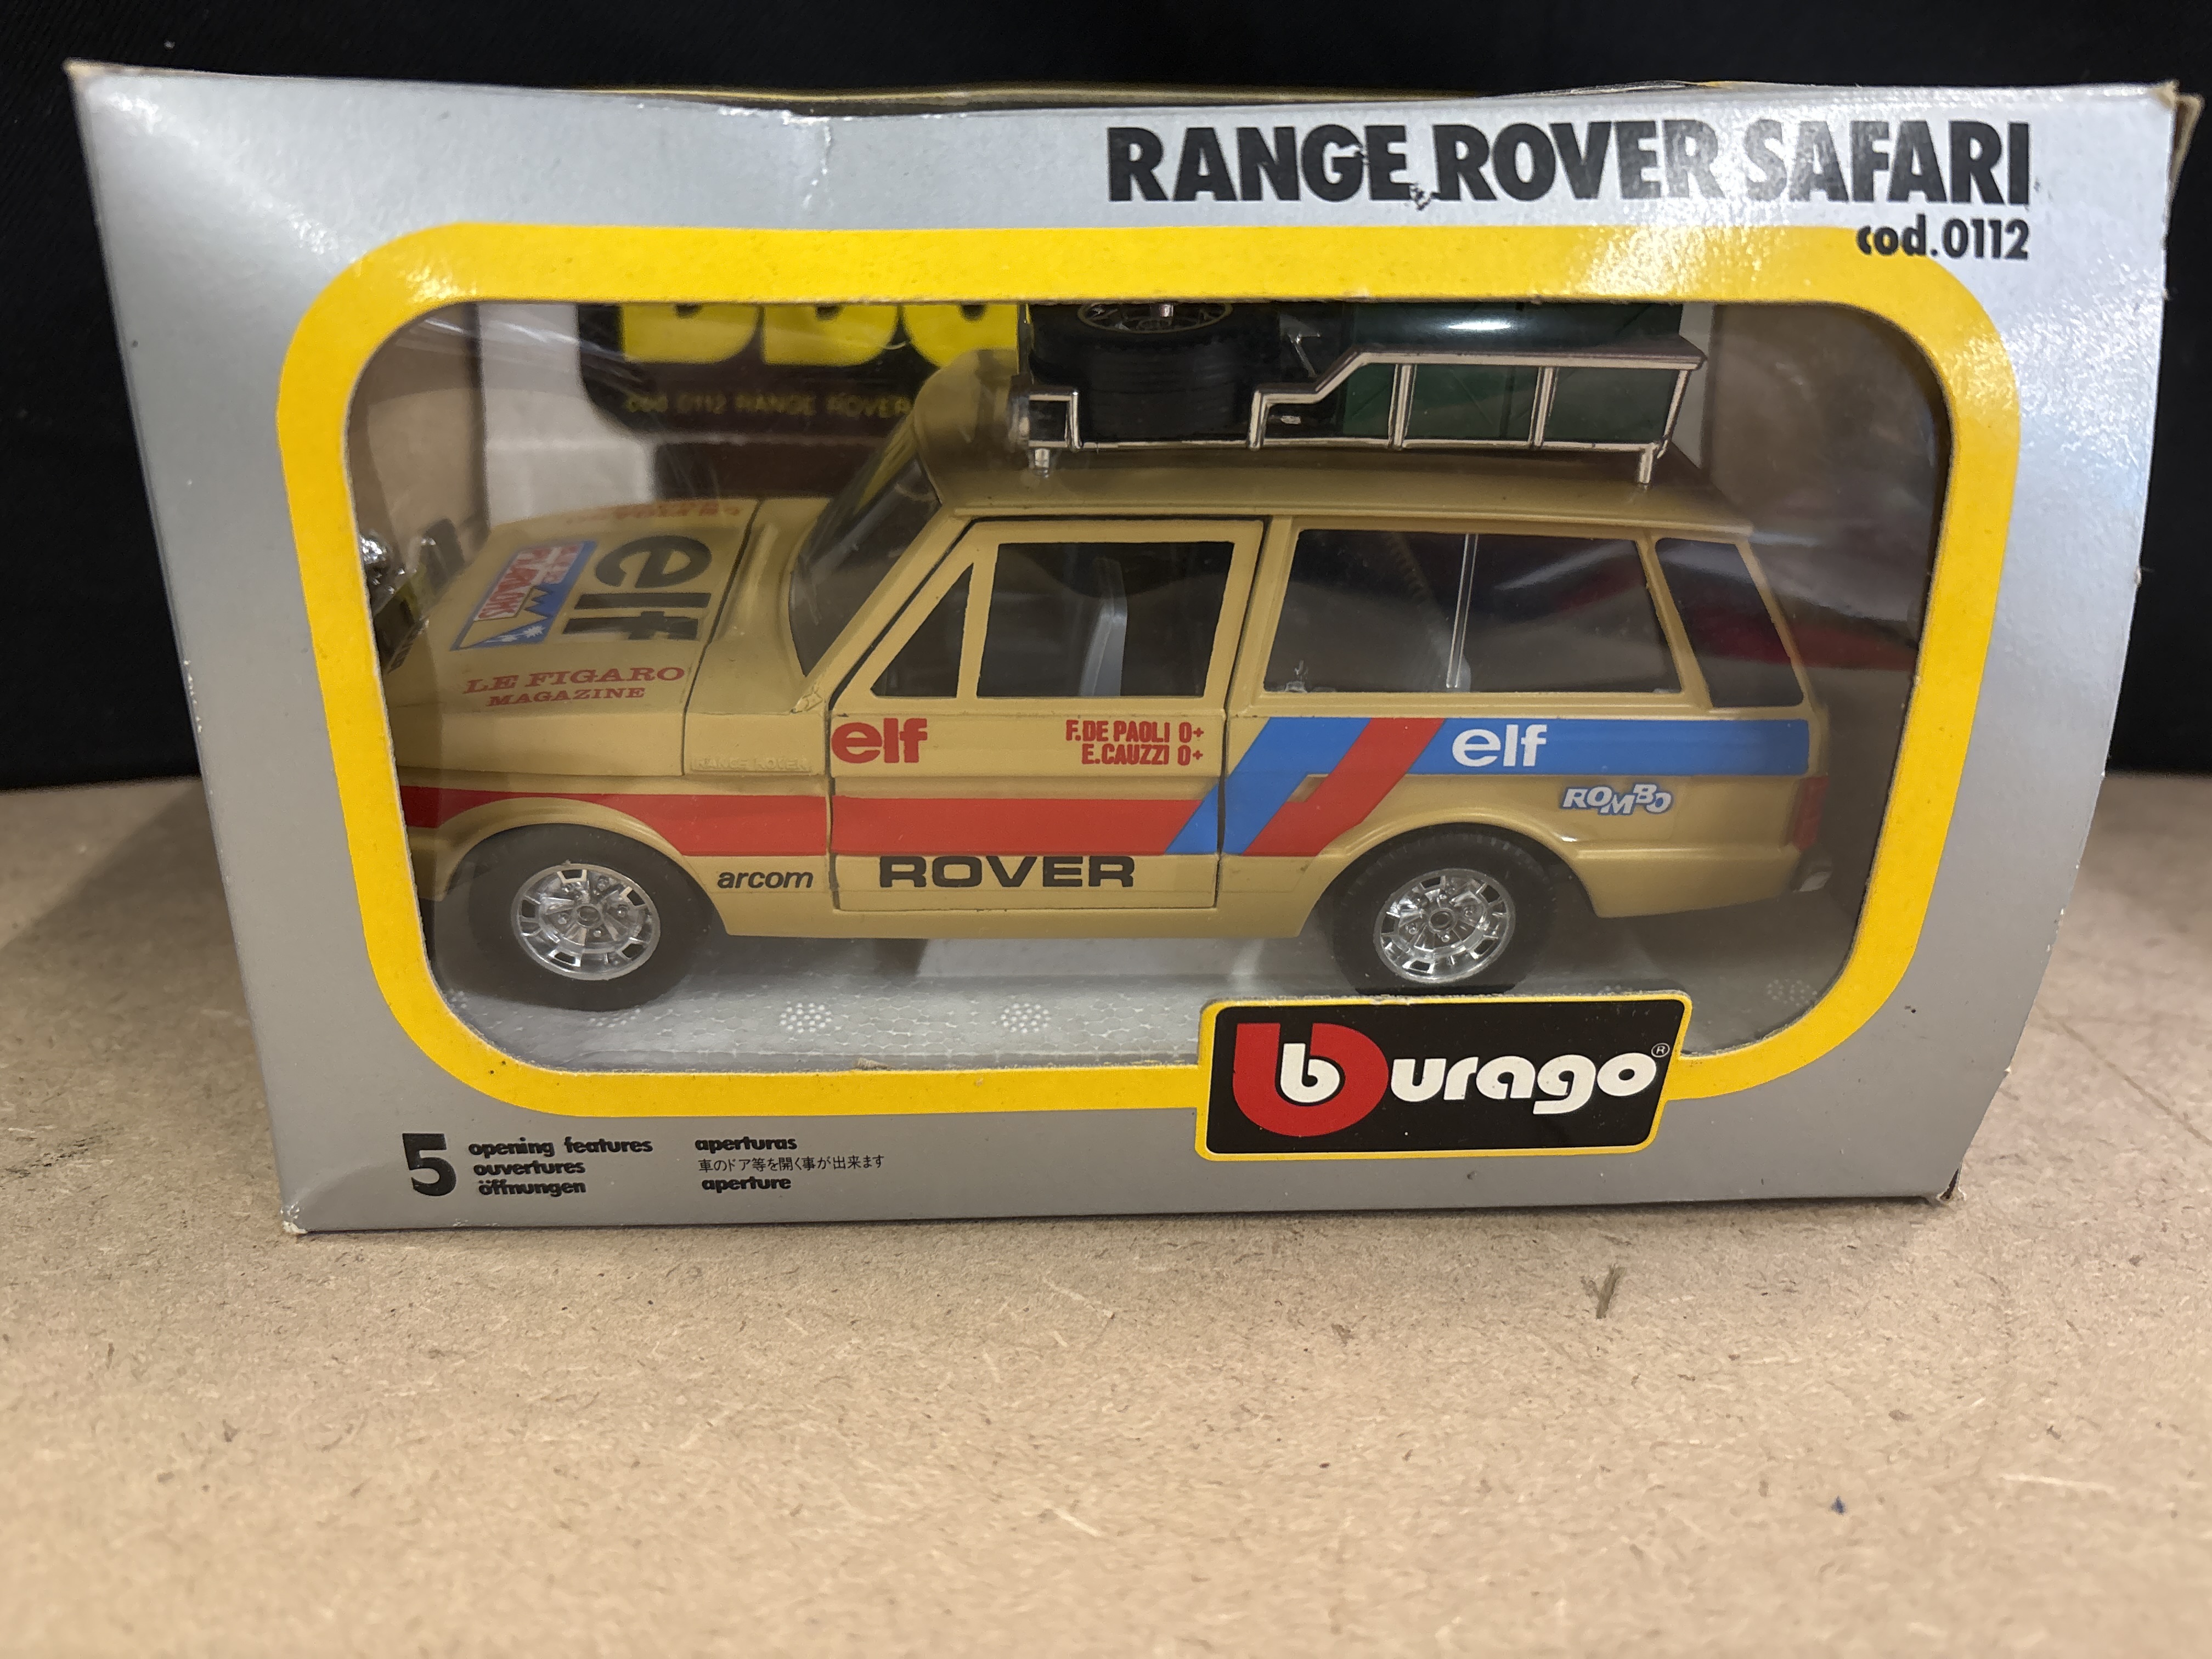 RANGE ROVER SAFARI
cod.0112
cod 0112 RANGE ROVER
elf
LE FIGARO
MAGAZINE
RANGE ROVER
elf
F. DE PAOLI 0+
E. CAUZZI 0+
elf
ROMBO
arcom
ROVER
burago®
5
opening features
ouvertures
öffnungen
aperturas
車のドア等を開く事が出来ます
aperture